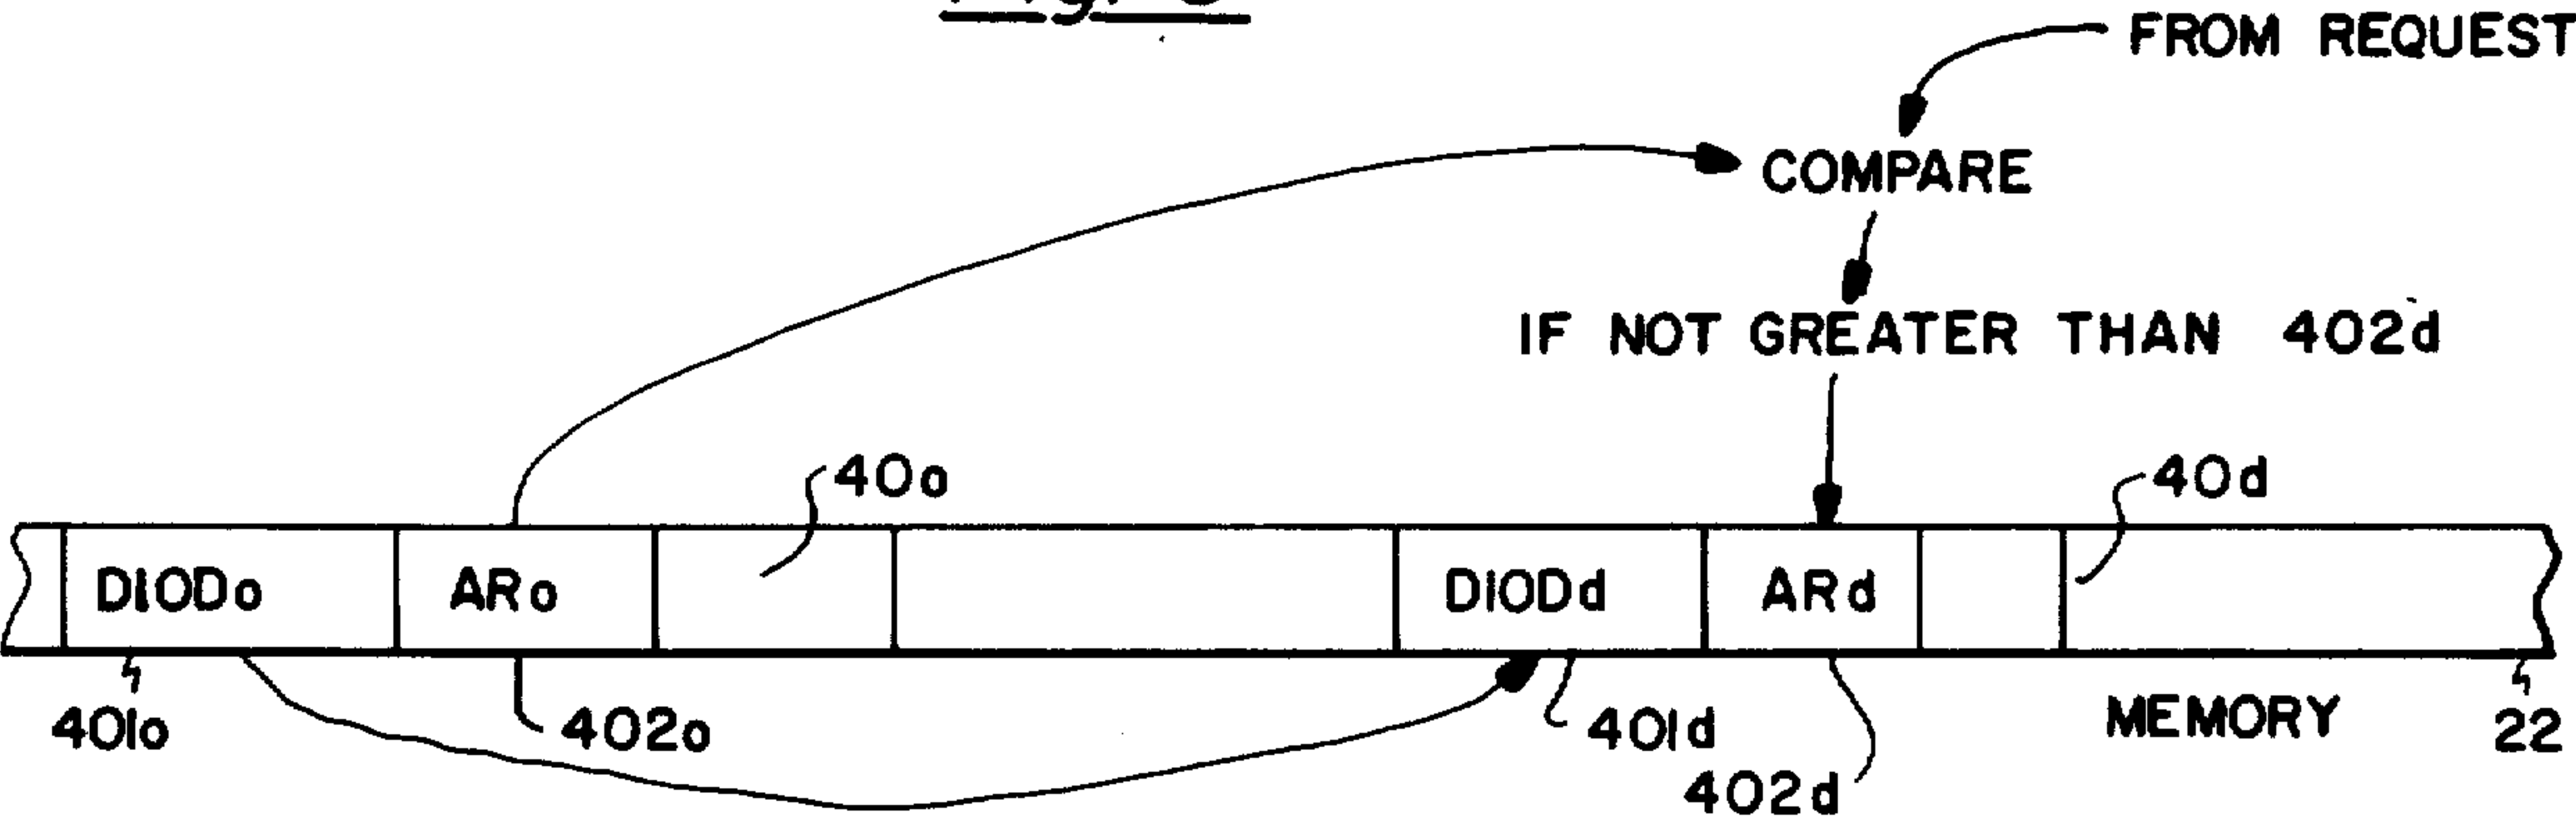 FROM REQUEST
COMPARE
IF NOT GREATER THAN 402d
40o
40d
DIODo
ARo
DIODd
ARd
401o
402o
401d
402d
MEMORY
22